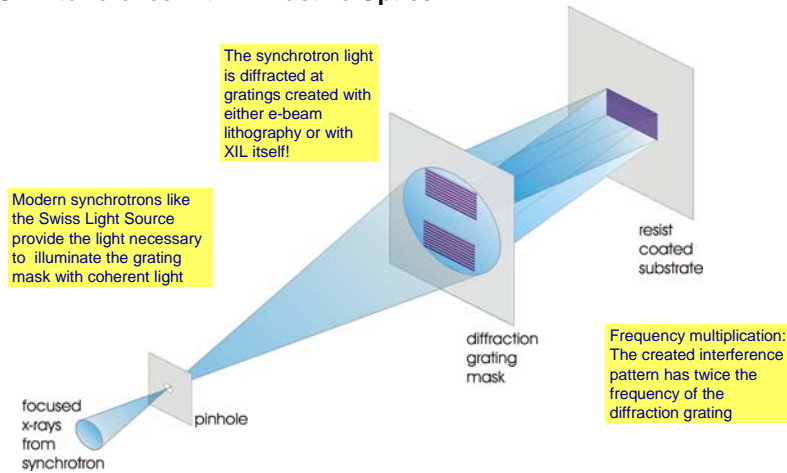 The synchrotron light
is diffracted at
gratings created with
either e-beam
lithography or with
XIL itself!
Modern synchrotrons like
the Swiss Light Source
provide the light necessary
to illuminate the grating
mask with coherent light
resist
coated
substrate
diffraction
grating
mask
Frequency multiplication:
The created interference
pattern has twice the
frequency of the
diffraction grating
pinhole
focused
x-rays
from
synchrotron